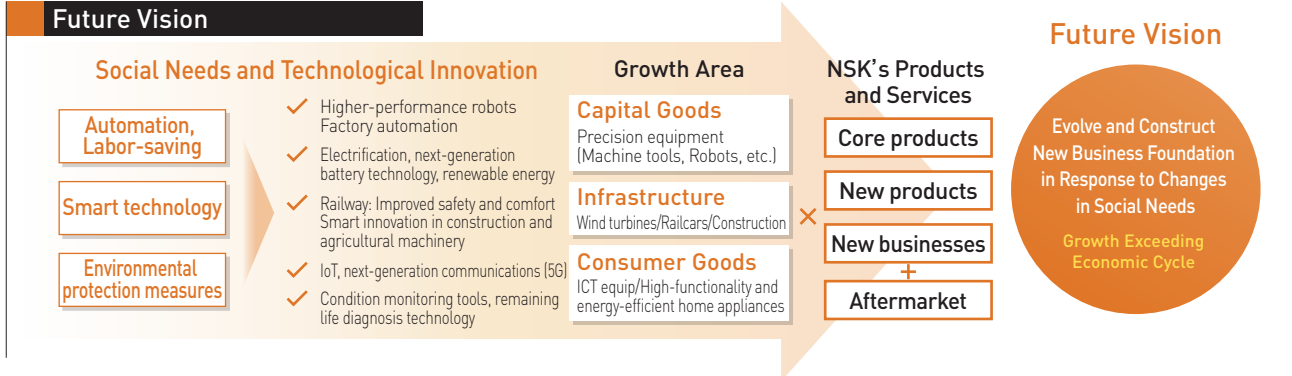 Future Vision
Social Needs and Technological Innovation
Automation,
Labor-saving
Smart technology
Environmental
protection measures
✓ Higher-performance robots
Factory automation
✓ Electrification, next-generation
battery technology, renewable energy
✓ Railway: Improved safety and comfort
Smart innovation in construction and
agricultural machinery
✓ IoT, next-generation communications (5G)
✓ Condition monitoring tools, remaining
life diagnosis technology
Growth Area
Capital Goods
Precision equipment
(Machine tools, Robots, etc.)
Infrastructure
Wind turbines/Railcars/Construction
Consumer Goods
ICT equip/High-functionality and
energy-efficient home appliances
×
NSK's Products
and Services
Core products
New products
New businesses
+
Aftermarket
Future Vision
Evolve and Construct
New Business Foundation
in Response to Changes
in Social Needs
Growth Exceeding
Economic Cycle